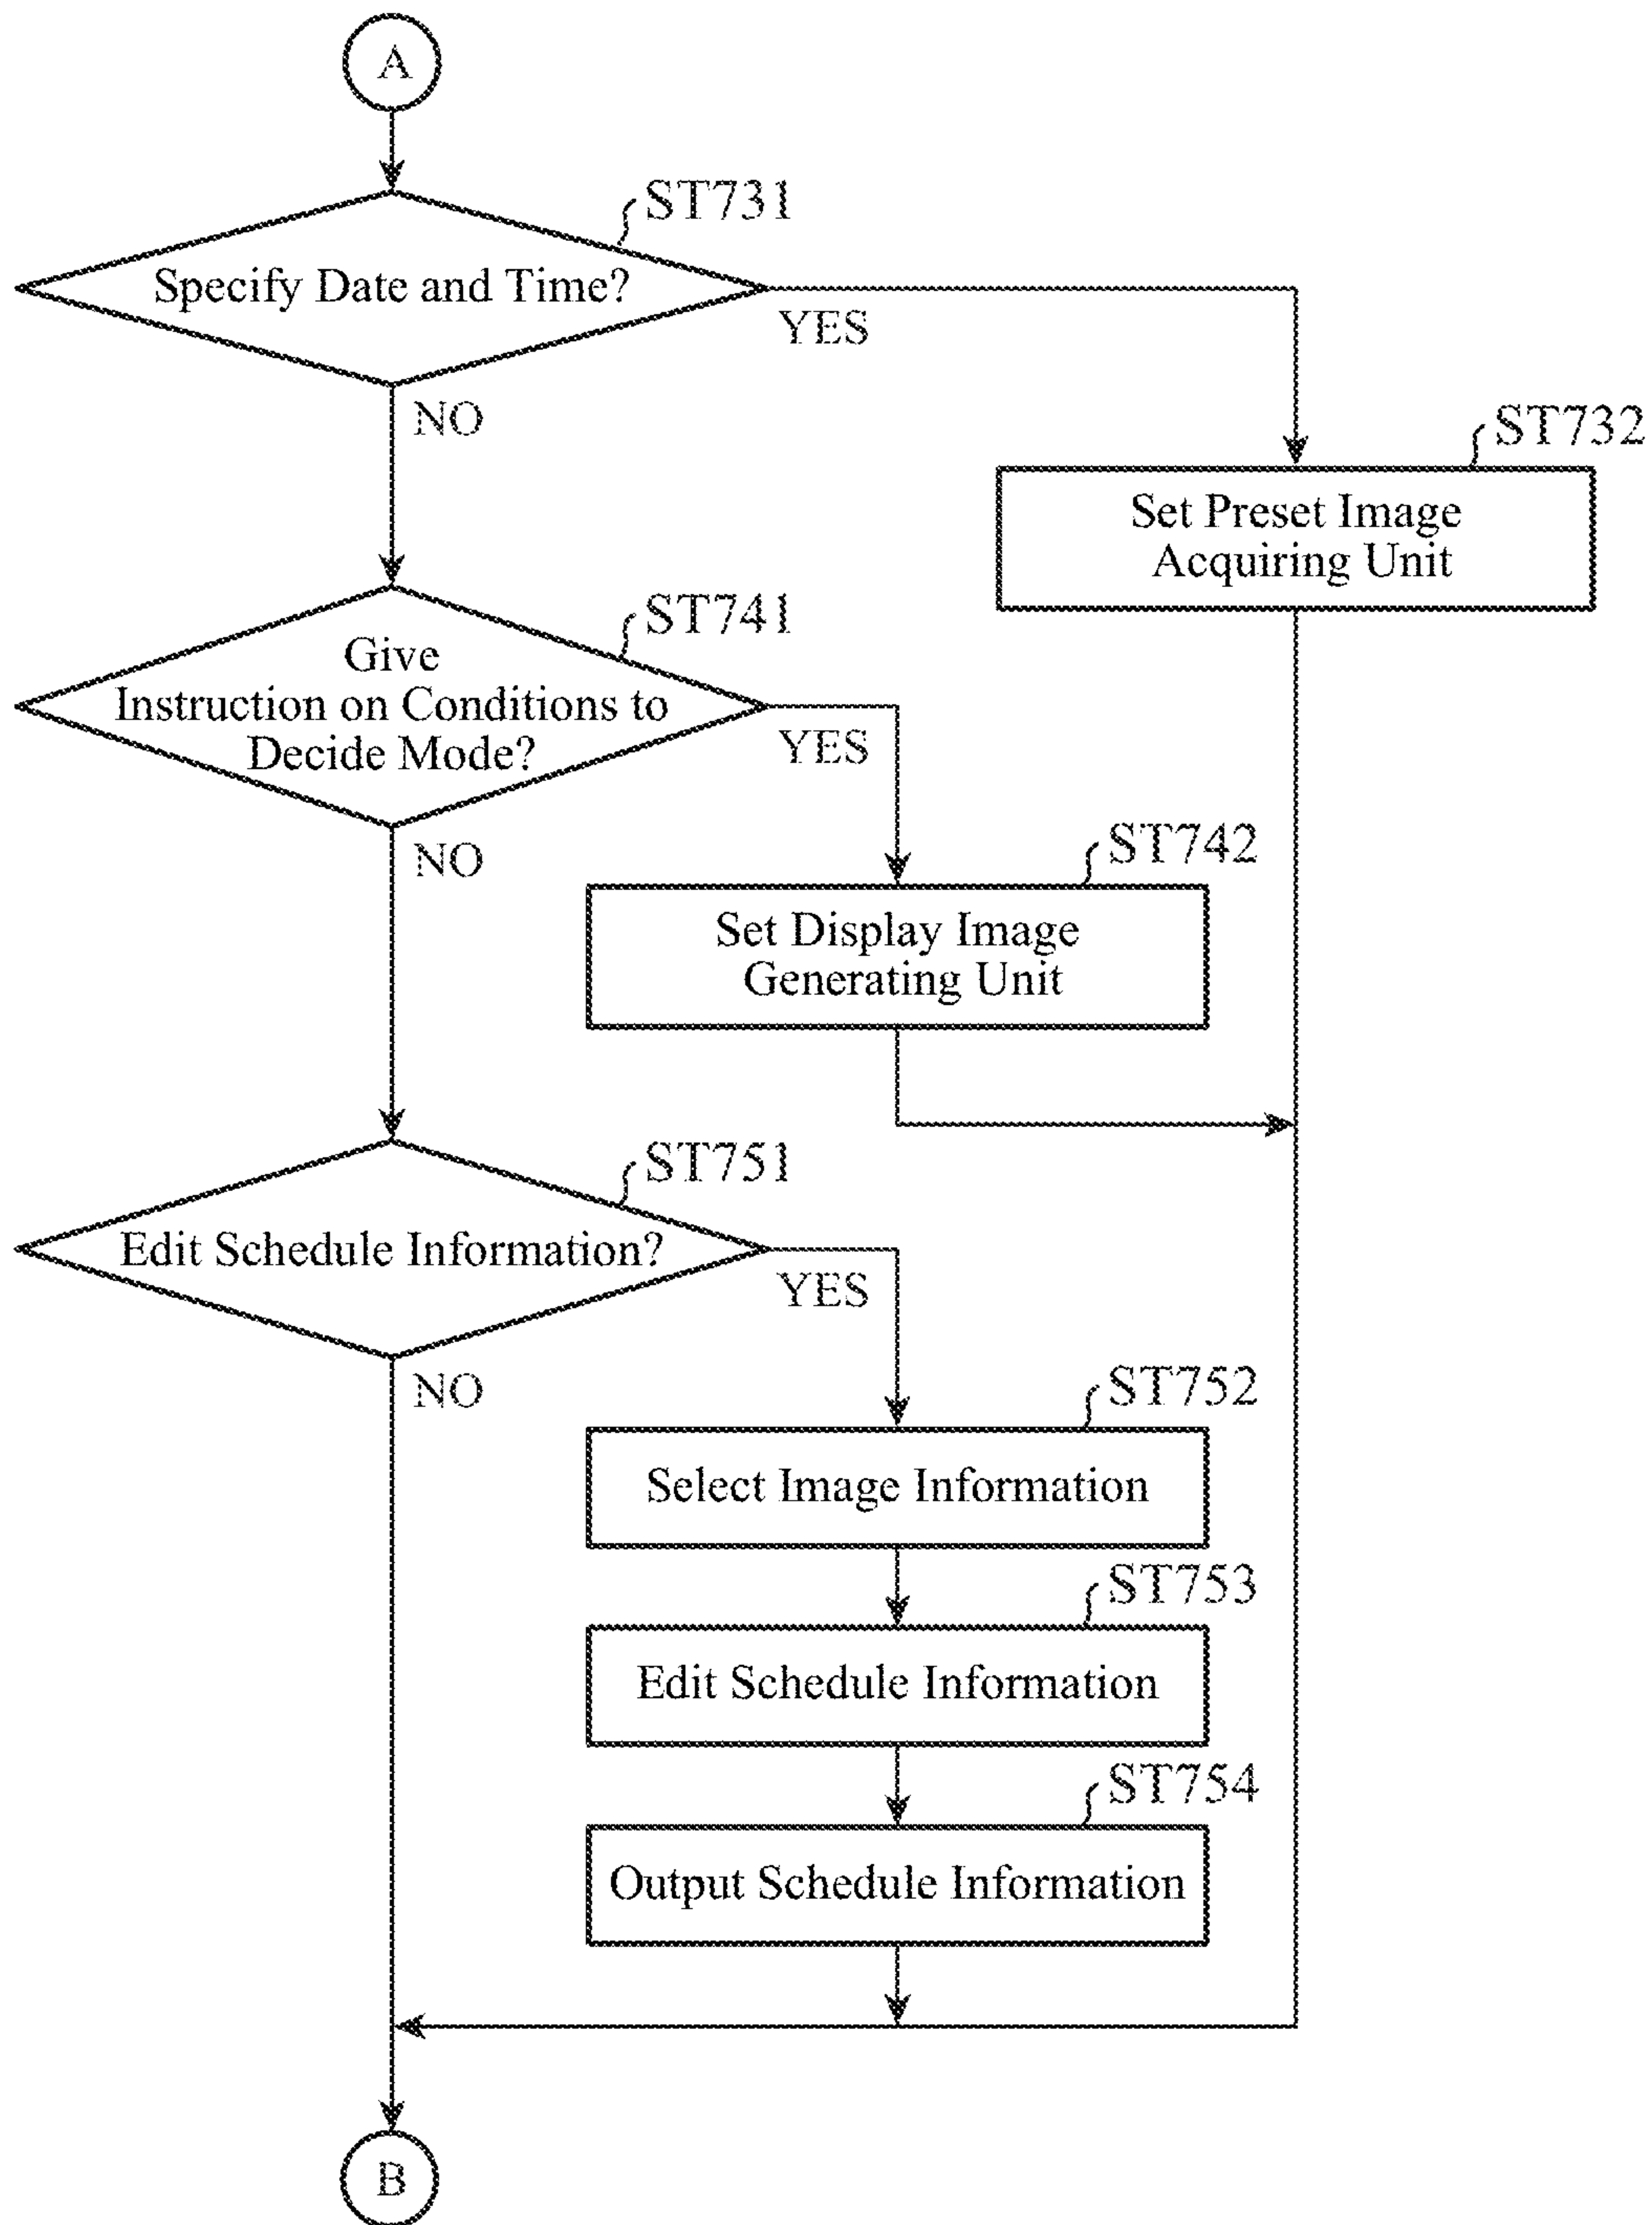 A
ST731
Specify Date and Time?
YES
NO
ST732
Set Preset Image
Acquiring Unit
ST741
Give
Instruction on Conditions to
Decide Mode?
YES
NO
ST742
Set Display Image
Generating Unit
ST751
Edit Schedule Information?
YES
NO
ST752
Select Image Information
ST753
Edit Schedule Information
ST754
Output Schedule Information
B